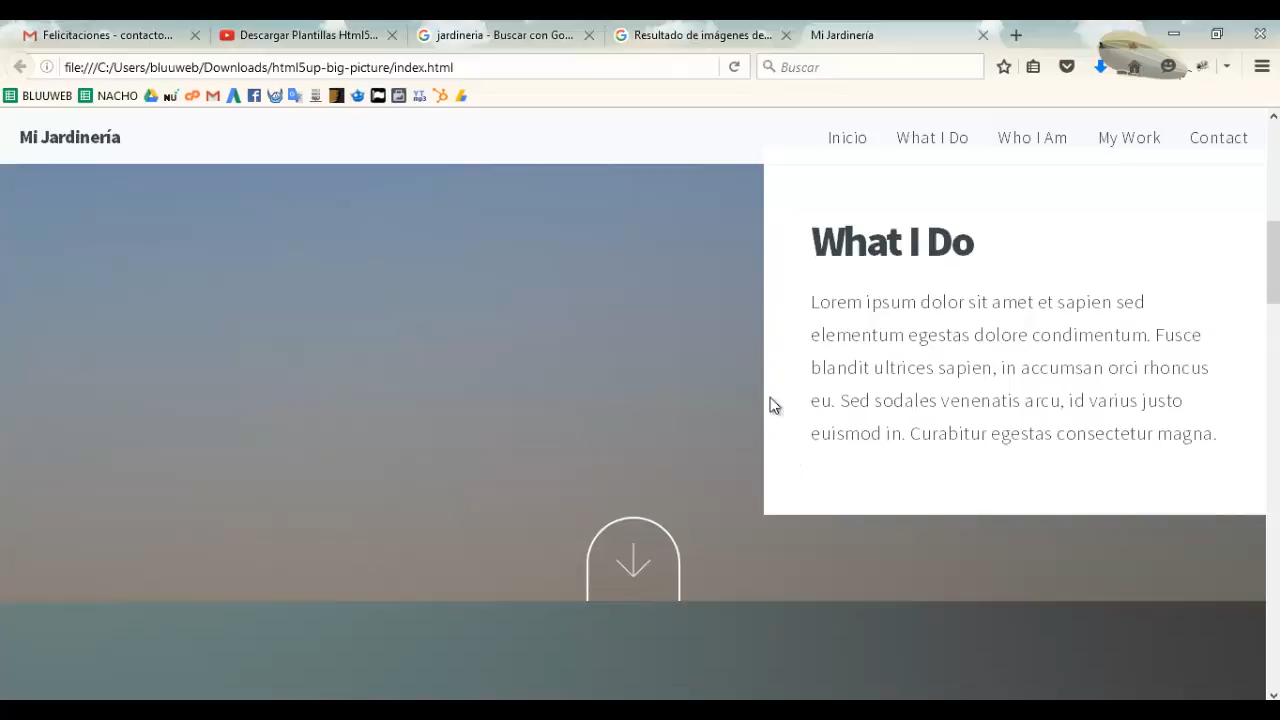 Felicitaciones - contacto...
Descargar Plantillas Html5...
jardineria - Buscar con Go...
Resultado de imágenes de...
Mi Jardinería
file:///C:/Users/bluuweb/Downloads/html5up-big-picture/index.html
Buscar
BLUUWEB
NACHO
Mi Jardinería
Inicio
What I Do
Who I Am
My Work
Contact
What I Do
Lorem ipsum dolor sit amet et sapien sed
elementum egestas dolore condimentum. Fusce
blandit ultrices sapien, in accumsan orci rhoncus
eu. Sed sodales venenatis arcu, id varius justo
euismod in. Curabitur egestas consectetur magna.